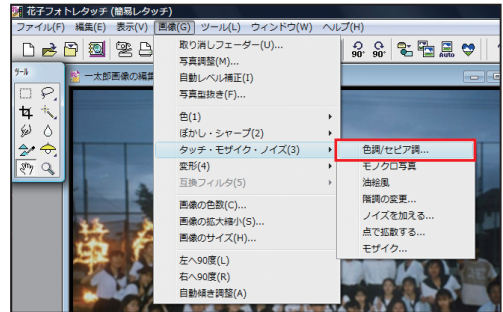 花子フォトレタッチ (簡易レタッチ)
ファイル(F) 編集(E) 表示(V) 画像(G) ツール(L) ウィンドウ(W) ヘルプ(H)
90° 90° AUTO
ツール
一太郎画像の編集
取り消しフェーダー(U)...
写真調整(M)...
自動レベル補正(I)
写真型抜き(F)...
色(1)
ぼかし・シャープ(2)
タッチ・モザイク・ノイズ(3)
変形(4)
互換フィルタ(5)
画像の色数(C)...
画像の拡大縮小(S)...
画像のサイズ(H)...
左へ90度(L)
右へ90度(R)
自動傾き調整(A)
色調/セピア調...
モノクロ写真
油絵風
階調の変更...
ノイズを加える...
点で拡散する...
モザイク...